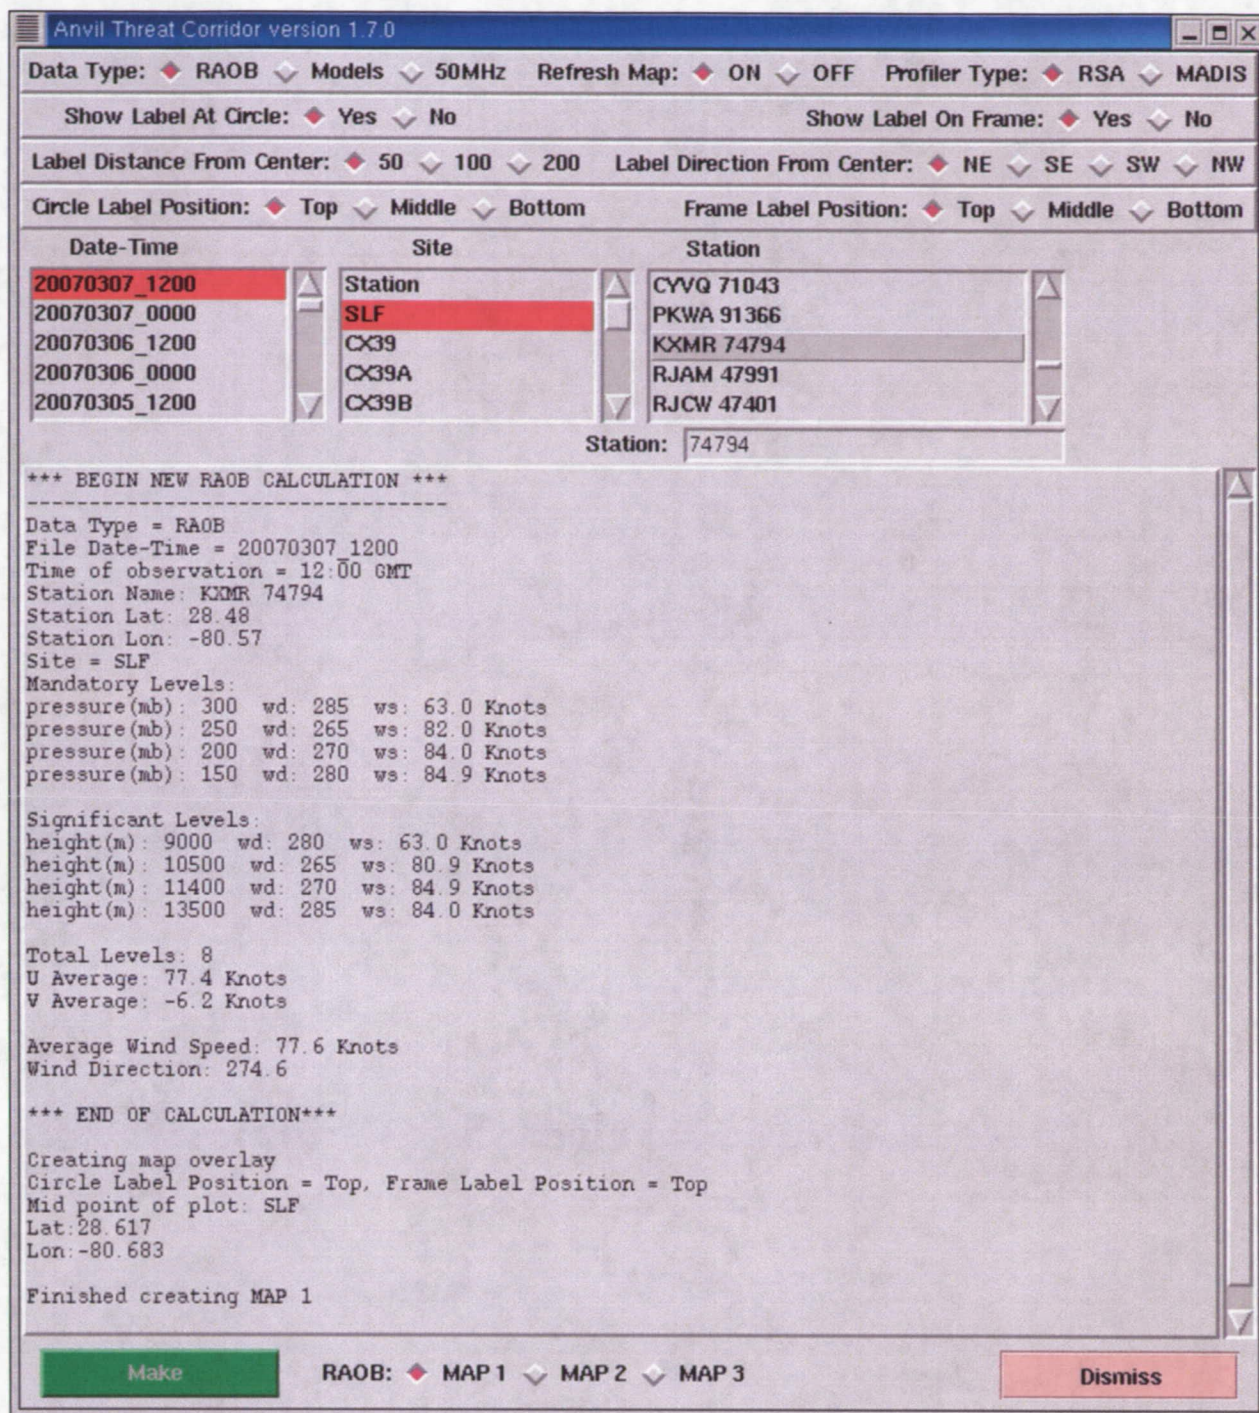 Anvil Threat Corridor version 1.7.0
Data Type: RAOB Models 50MHz Refresh Map: ON OFF Profiler Type: RSA MADIS
Show Label At Circle: Yes No Show Label On Frame: Yes No
Label Distance From Center: 50 100 200 Label Direction From Center: NE SE SW NW
Circle Label Position: Top Middle Bottom Frame Label Position: Top Middle Bottom
Date-Time Site Station
20070307_1200 Station CYVQ 71043
20070307_0000 SLF PKWA 91366
20070306_1200 CX39 KXMR 74794
20070306_0000 CX39A RJAM 47991
20070305_1200 CX39B RJCW 47401
Station: 74794
*** BEGIN NEW RAOB CALCULATION ***
----------------------------------
Data Type = RAOB
File Date-Time = 20070307_1200
Time of observation = 12:00 GMT
Station Name: KXMR 74794
Station Lat: 28.48
Station Lon: -80.57
Site = SLF
Mandatory Levels:
pressure(mb): 300 wd: 285 ws: 63.0 Knots
pressure(mb): 250 wd: 265 ws: 82.0 Knots
pressure(mb): 200 wd: 270 ws: 84.0 Knots
pressure(mb): 150 wd: 280 ws: 84.9 Knots
Significant Levels:
height(m): 9000 wd: 280 ws: 63.0 Knots
height(m): 10500 wd: 265 ws: 80.9 Knots
height(m): 11400 wd: 270 ws: 84.9 Knots
height(m): 13500 wd: 285 ws: 84.0 Knots
Total Levels: 8
U Average: 77.4 Knots
V Average: -6.2 Knots
Average Wind Speed: 77.6 Knots
Wind Direction: 274.6
*** END OF CALCULATION***
Creating map overlay
Circle Label Position = Top, Frame Label Position = Top
Mid point of plot: SLF
Lat:28.617
Lon:-80.683
Finished creating MAP 1
Make RAOB: MAP 1 MAP 2 MAP 3 Dismiss